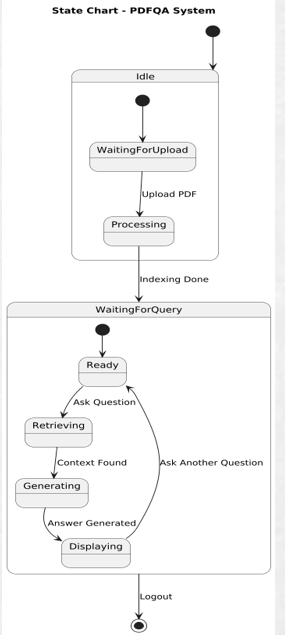 State Chart - PDFQA System
Idle
WaitingForUpload
Upload PDF
Processing
Indexing Done
WaitingForQuery
Ready
Ask Question
Retrieving
Context Found
Ask Another Question
Generating
Answer Generated
Displaying
Logout